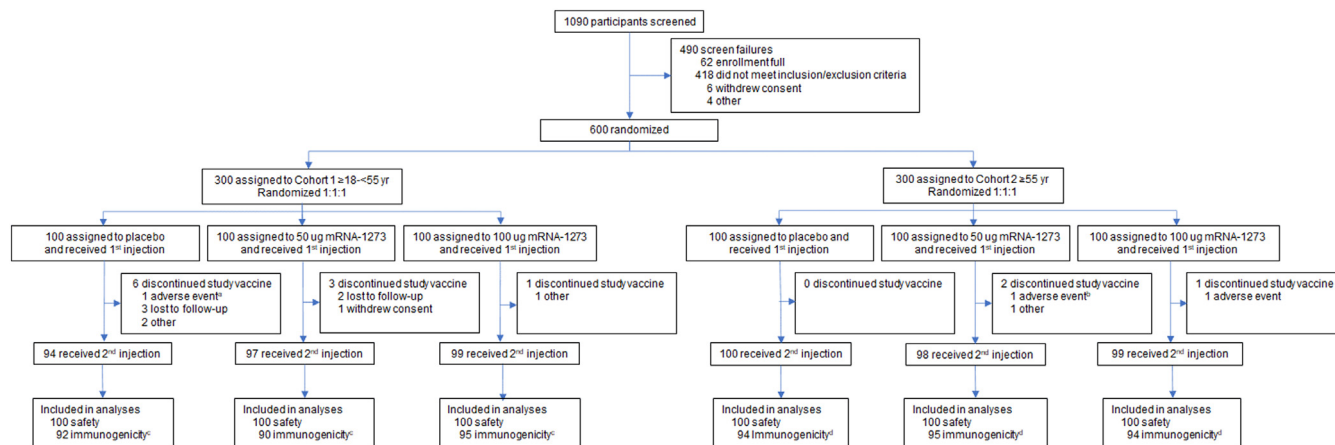 1090 participants screened
490 screen failures
62 enrollment full
418 did not meet inclusion/exclusion criteria
6 withdrew consent
4 other
600 randomized
300 assigned to Cohort 1 ≥18-<55 yr
Randomized 1:1:1
300 assigned to Cohort 2 ≥55 yr
Randomized 1:1:1
100 assigned to placebo
and received 1st injection
100 assigned to 50 ug mRNA-1273
and received 1st injection
100 assigned to 100 ug mRNA-1273
and received 1st injection
100 assigned to placebo and
received 1st injection
100 assigned to 50 ug mRNA-1273
and received 1st injection
100 assigned to 100 ug mRNA-1273
and received 1st injection
6 discontinued study vaccine
1 adverse eventa
3 lost to follow-up
2 other
3 discontinued study vaccine
2 lost to follow-up
1 withdrew consent
1 discontinued study vaccine
1 other
0 discontinued study vaccine
2 discontinued study vaccine
1 adverse eventb
1 other
1 discontinued study vaccine
1 adverse event
94 received 2nd injection
97 received 2nd injection
99 received 2nd injection
100 received 2nd injection
98 received 2nd injection
99 received 2nd injection
Included in analyses
100 safety
92 immunogenicityc
Included in analyses
100 safety
90 immunogenicityc
Included in analyses
100 safety
95 immunogenicityc
Included in analyses
100 safety
94 Immunogenicityd
Included in analyses
100 safety
95 immunogenicityd
Included in analyses
100 safety
94 immunogenicityd